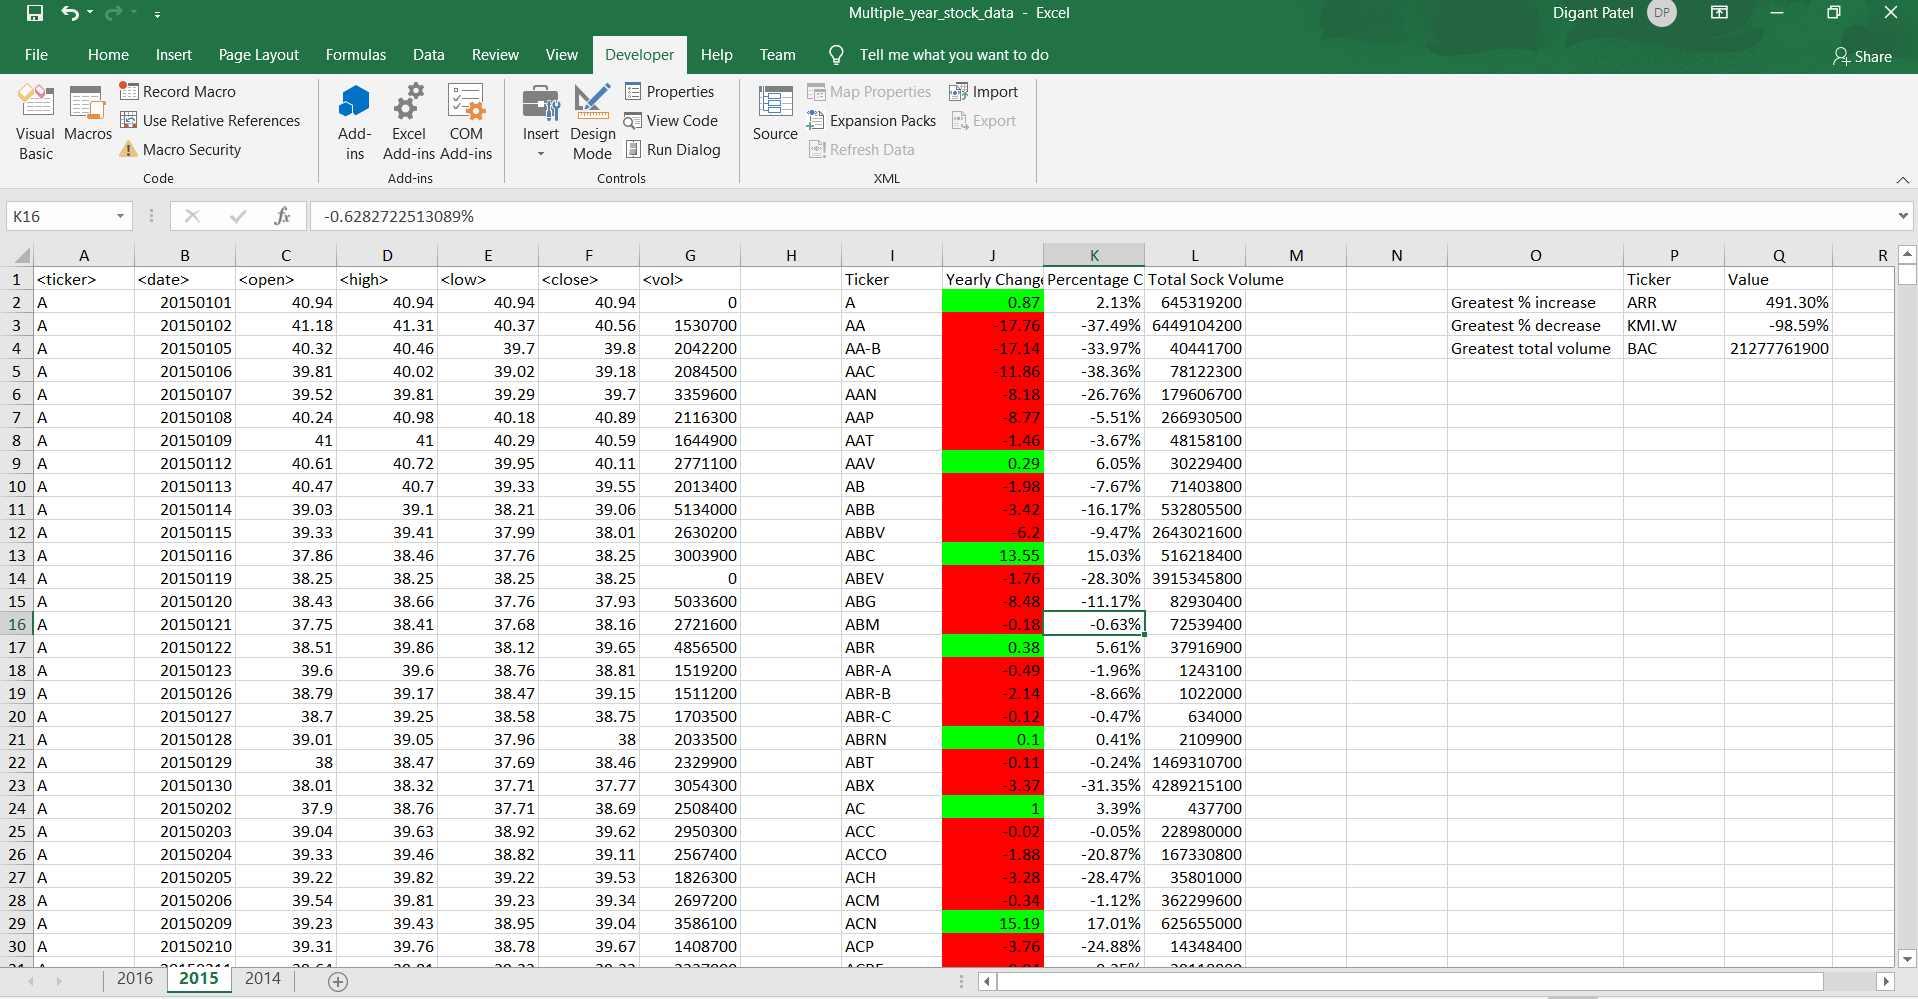 Multiple_year_stock_data - Excel
Digant Patel DP
File Home Insert Page Layout Formulas Data Review View Developer Help Team Tell me what you want to do Share
Visual Basic
Macros
Record Macro
Use Relative References
Macro Security
Code
Add-ins
Excel Add-ins
COM Add-ins
Add-ins
Insert
Design Mode
Properties
View Code
Run Dialog
Controls
Source
Map Properties
Expansion Packs
Refresh Data
Import
Export
XML
K16 fx -0.6282722513089%
A B C D E F G H I J K L M N O P Q R
1 <ticker> <date> <open> <high> <low> <close> <vol> Ticker Yearly Change Percentage C Total Sock Volume Ticker Value
2 A 20150101 40.94 40.94 40.94 40.94 0 A 0.87 2.13% 645319200 Greatest % increase ARR 491.30%
3 A 20150102 41.18 41.31 40.37 40.56 1530700 AA -17.76 -37.49% 6449104200 Greatest % decrease KMI.W -98.59%
4 A 20150105 40.32 40.46 39.7 39.8 2042200 AA-B -17.14 -33.97% 40441700 Greatest total volume BAC 21277761900
5 A 20150106 39.81 40.02 39.02 39.18 2084500 AAC -11.86 -38.36% 78122300
6 A 20150107 39.52 39.81 39.29 39.7 3359600 AAN -8.18 -26.76% 179606700
7 A 20150108 40.24 40.98 40.18 40.89 2116300 AAP -8.77 -5.51% 266930500
8 A 20150109 41 41 40.29 40.59 1644900 AAT -1.46 -3.67% 48158100
9 A 20150112 40.61 40.72 39.95 40.11 2771100 AAV 0.29 6.05% 30229400
10 A 20150113 40.47 40.7 39.33 39.55 2013400 AB -1.98 -7.67% 71403800
11 A 20150114 39.03 39.1 38.21 39.06 5134000 ABB -3.42 -16.17% 532805500
12 A 20150115 39.33 39.41 37.99 38.01 2630200 ABBV -6.2 -9.47% 2643021600
13 A 20150116 37.86 38.46 37.76 38.25 3003900 ABC 13.55 15.03% 516218400
14 A 20150119 38.25 38.25 38.25 38.25 0 ABEV -1.76 -28.30% 3915345800
15 A 20150120 38.43 38.66 37.76 37.93 5033600 ABG -8.48 -11.17% 82930400
16 A 20150121 37.75 38.41 37.68 38.16 2721600 ABM -0.18 -0.63% 72539400
17 A 20150122 38.51 39.86 38.12 39.65 4856500 ABR 0.38 5.61% 37916900
18 A 20150123 39.6 39.6 38.76 38.81 1519200 ABR-A -0.49 -1.96% 1243100
19 A 20150126 38.79 39.17 38.47 39.15 1511200 ABR-B -2.14 -8.66% 1022000
20 A 20150127 38.7 39.25 38.58 38.75 1703500 ABR-C -0.12 -0.47% 634000
21 A 20150128 39.01 39.05 37.96 38 2033500 ABRN 0.1 0.41% 2109900
22 A 20150129 38 38.47 37.69 38.46 2329900 ABT -0.11 -0.24% 1469310700
23 A 20150130 38.01 38.32 37.71 37.77 3054300 ABX -3.37 -31.35% 4289215100
24 A 20150202 37.9 38.76 37.71 38.69 2508400 AC 1 3.39% 437700
25 A 20150203 39.04 39.63 38.92 39.62 2950300 ACC -0.02 -0.05% 228980000
26 A 20150204 39.33 39.46 38.82 39.11 2567400 ACCO -1.88 -20.87% 167330800
27 A 20150205 39.22 39.82 39.22 39.53 1826300 ACH -3.28 -28.47% 35801000
28 A 20150206 39.54 39.81 39.23 39.34 2697200 ACM -0.34 -1.12% 362299600
29 A 20150209 39.23 39.43 38.95 39.04 3586100 ACN 15.19 17.01% 625655000
30 A 20150210 39.31 39.76 38.78 39.67 1408700 ACP -3.76 -24.88% 14348400
2016 2015 2014